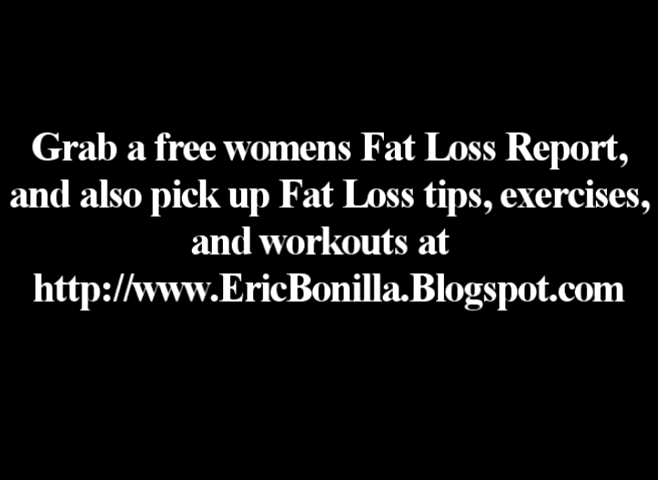 Grab a free womens Fat Loss Report,
and also pick up Fat Loss tips, exercises,
and workouts at
http://www.EricBonilla.Blogspot.com